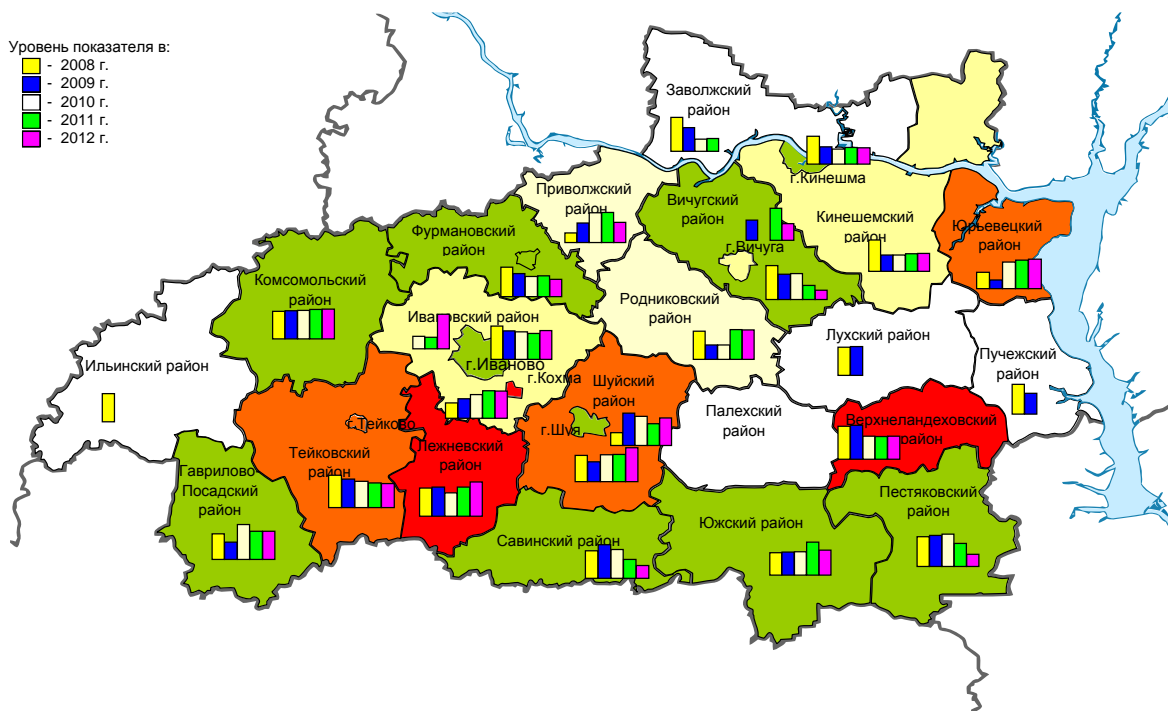 Уровень показателя в:
- 2008 г.
- 2009 г.
- 2010 г.
- 2011 г.
- 2012 г.
Заволжский
район
г.Кинешма
Приволжский
район
Вичугский
район
Кинешемский
район
Юрьевецкий
район
Фурмановский
район
г.Вичуга
Комсомольский
район
Родниковский
район
Ивановский район
Лухский район
Пучежский
район
Ильинский район
г.Иваново
г.Кохма
Шуйский
район
Палехский
район
Верхнеландеховский
район
г.Тейково
г.Шуя
Тейковский
район
Лежневский
район
Гаврилово-
Посадский
район
Пестяковский
район
Южский район
Савинский район